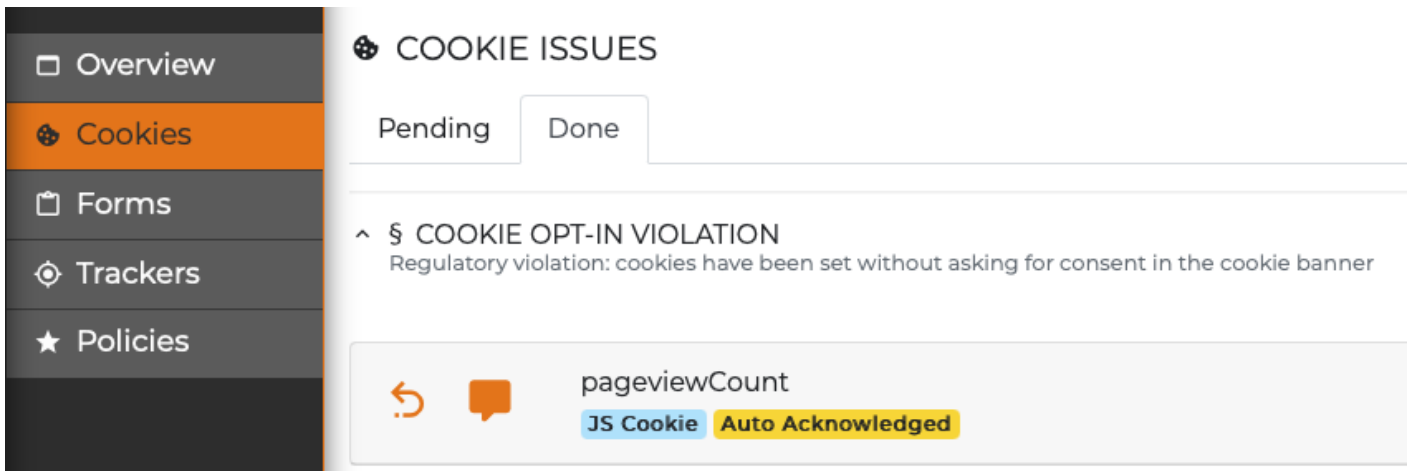 Overview
Cookies
Forms
Trackers
Policies
COOKIE ISSUES
Pending Done
§ COOKIE OPT-IN VIOLATION
Regulatory violation: cookies have been set without asking for consent in the cookie banner
pageviewCount
JS Cookie Auto Acknowledged